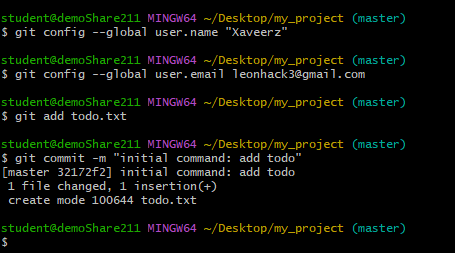 student@demoShare211 MINGW64 ~/Desktop/my_project (master)
$ git config --global user.name "Xaveerz"
student@demoShare211 MINGW64 ~/Desktop/my_project (master)
$ git config --global user.email leonhack3@gmail.com
student@demoShare211 MINGW64 ~/Desktop/my_project (master)
$ git add todo.txt
student@demoShare211 MINGW64 ~/Desktop/my_project (master)
$ git commit -m "initial command: add todo"
[master 32172f2] initial command: add todo
 1 file changed, 1 insertion(+)
 create mode 100644 todo.txt
student@demoShare211 MINGW64 ~/Desktop/my_project (master)
$